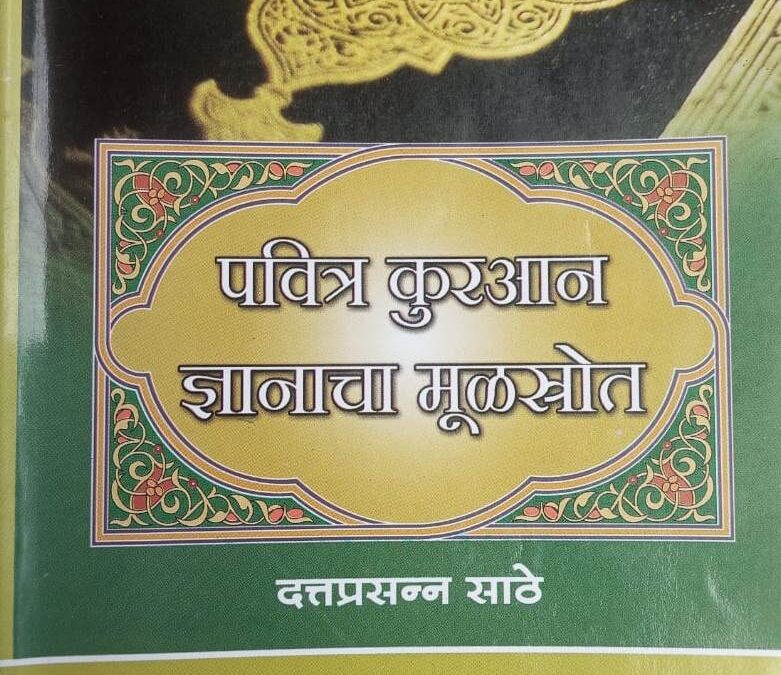 पवित्र कुरआन
ज्ञानाचा मूळस्रोत
दत्तप्रसन्न साठे